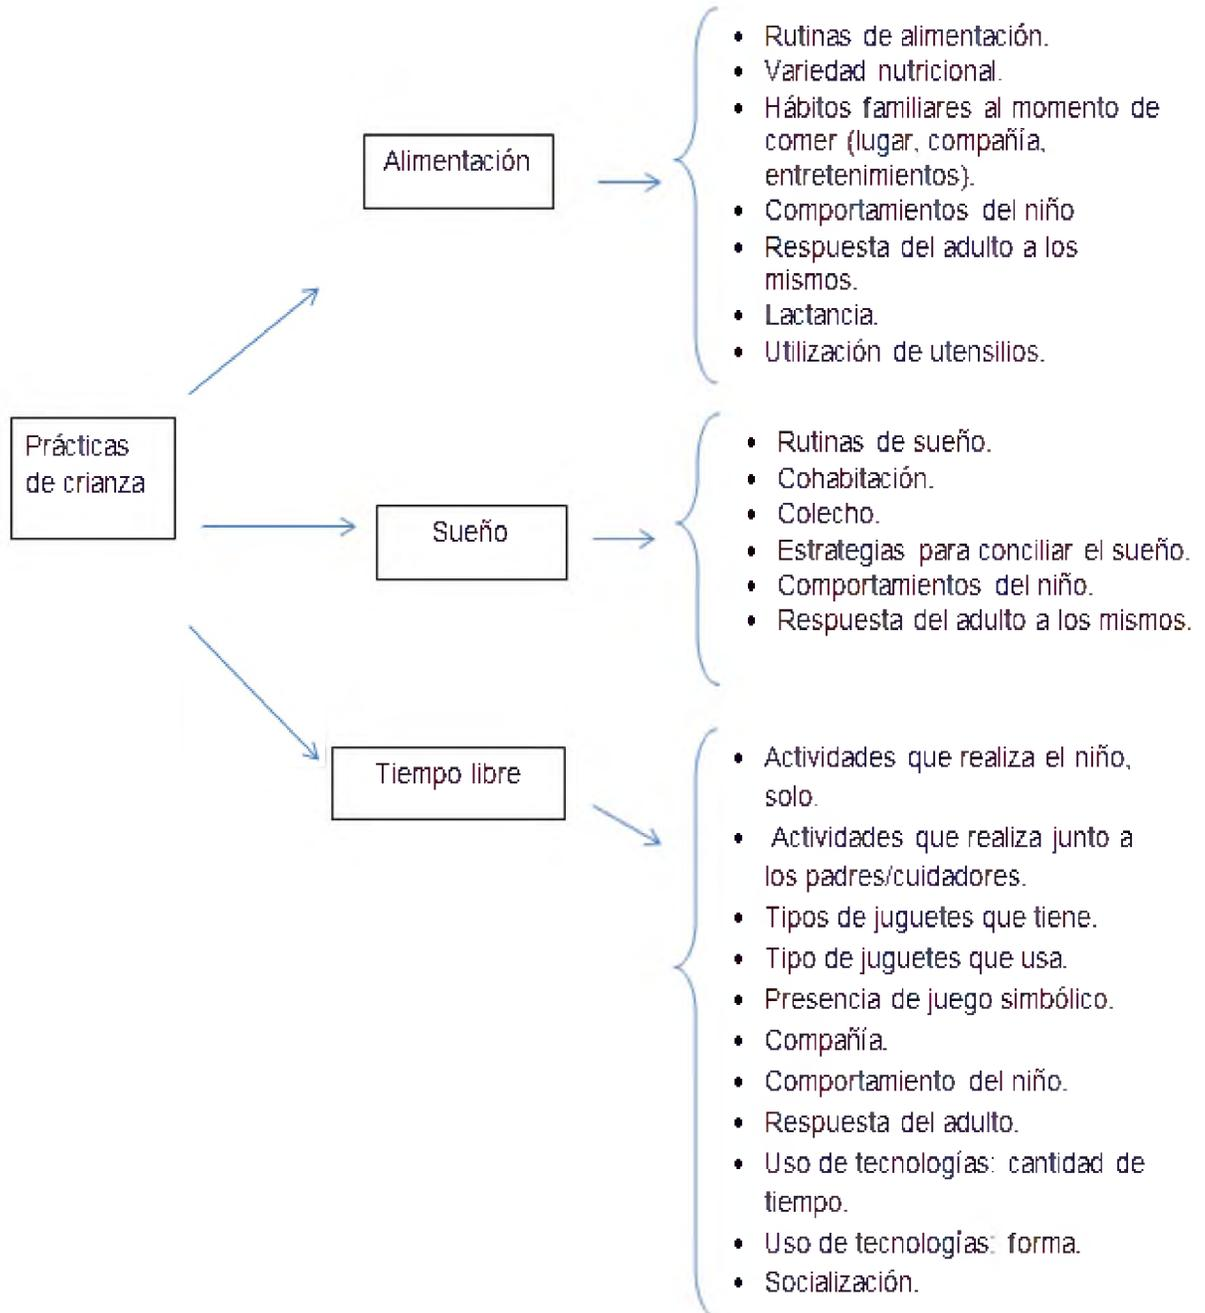 Prácticas
de crianza
Alimentación
• Rutinas de alimentación.
• Variedad nutricional.
• Hábitos familiares al momento de
comer (lugar, compañía,
entretenimientos).
• Comportamientos del niño
• Respuesta del adulto a los
mismos.
• Lactancia.
• Utilización de utensilios.
Sueño
• Rutinas de sueño.
• Cohabitación.
• Colecho.
• Estrategias para conciliar el sueño.
• Comportamientos del niño.
• Respuesta del adulto a los mismos.
Tiempo libre
• Actividades que realiza el niño,
solo.
• Actividades que realiza junto a
los padres/cuidadores.
• Tipos de juguetes que tiene.
• Tipo de juguetes que usa.
• Presencia de juego simbólico.
• Compañía.
• Comportamiento del niño.
• Respuesta del adulto.
• Uso de tecnologías: cantidad de
tiempo.
• Uso de tecnologías: forma.
• Socialización.